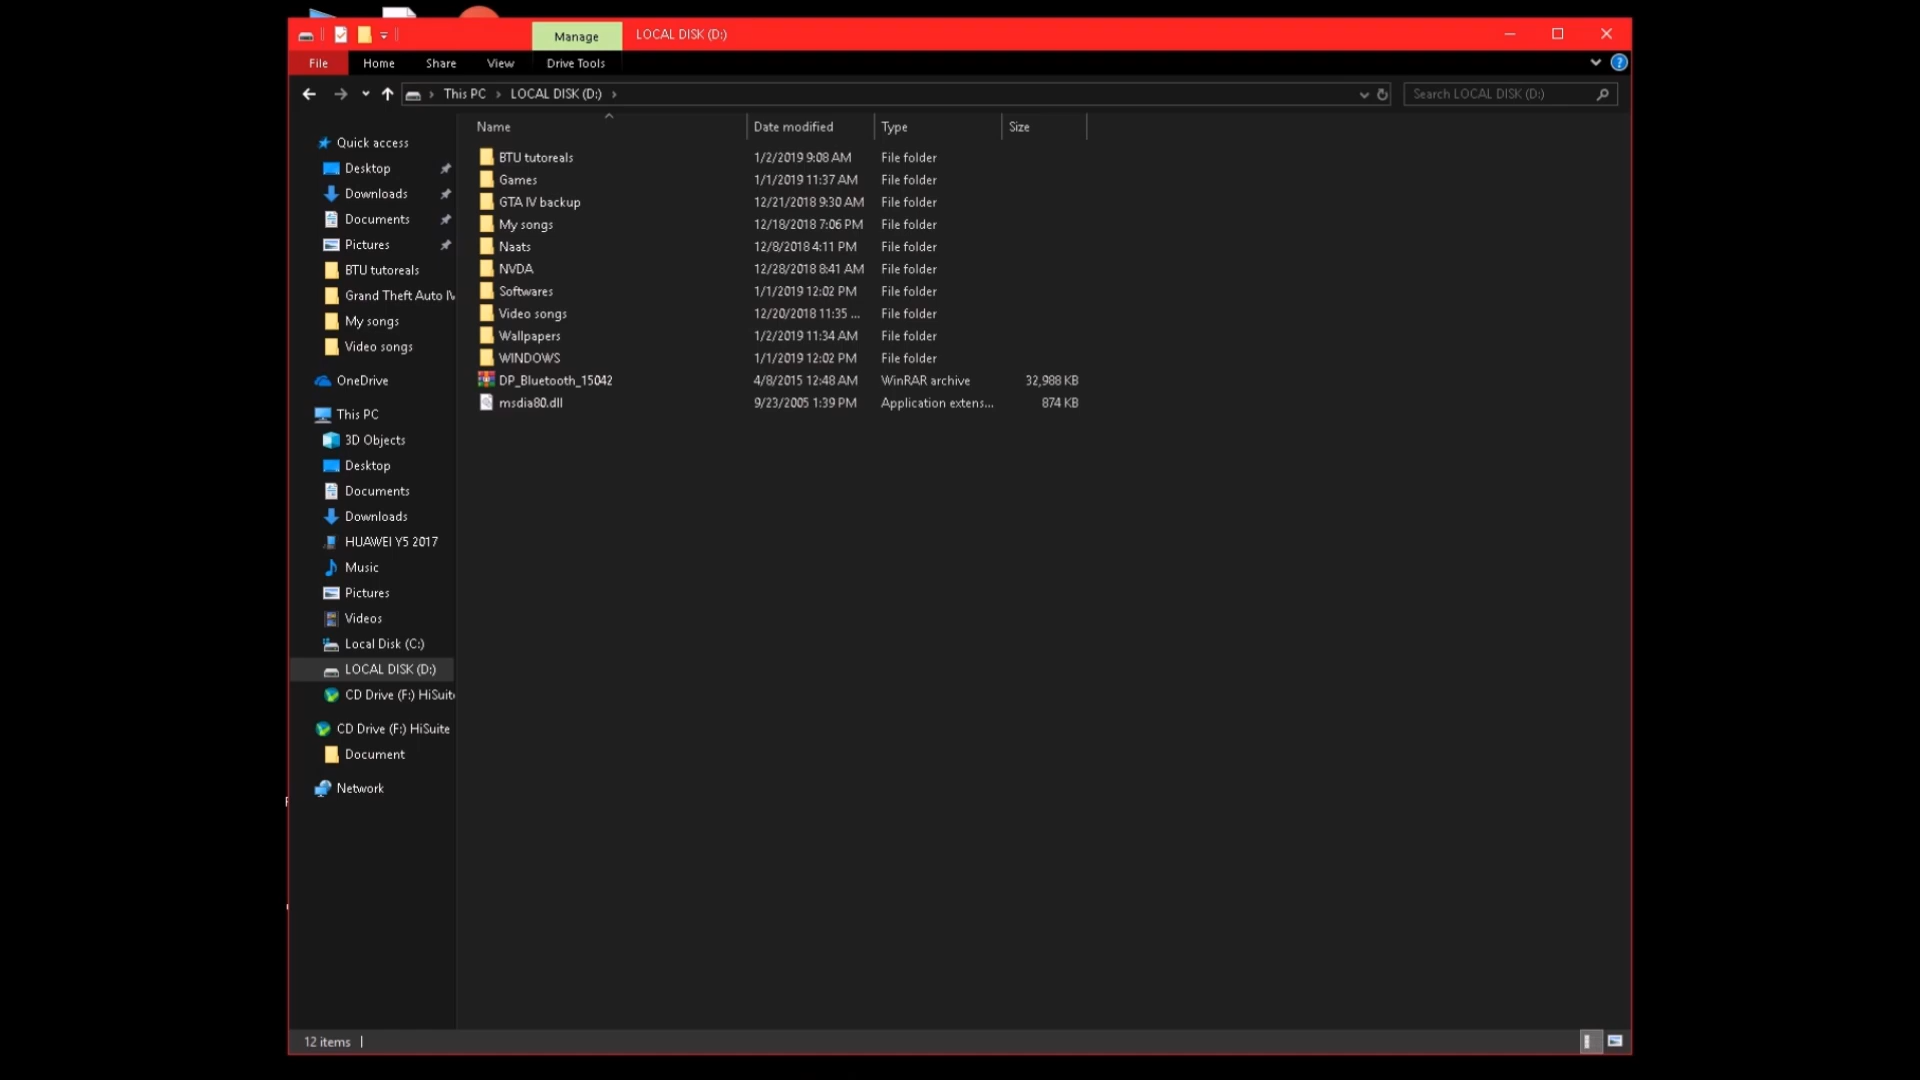 Manage LOCAL DISK (D:)
File Home Share View Drive Tools
This PC LOCAL DISK (D:) Search LOCAL DISK (D:)
Name Date modified Type Size
Quick access
Desktop
Downloads
Documents
Pictures
BTU tutoreals
Grand Theft Auto IV
My songs
Video songs
OneDrive
This PC
3D Objects
Desktop
Documents
Downloads
HUAWEI Y5 2017
Music
Pictures
Videos
Local Disk (C:)
LOCAL DISK (D:)
CD Drive (F:) HiSuite
CD Drive (F:) HiSuite
Document
Network
BTU tutoreals 1/2/2019 9:08 AM File folder
Games 1/1/2019 11:37 AM File folder
GTA IV backup 12/21/2018 9:30 AM File folder
My songs 12/18/2018 7:06 PM File folder
Naats 12/8/2018 4:11 PM File folder
NVDA 12/28/2018 8:41 AM File folder
Softwares 1/1/2019 12:02 PM File folder
Video songs 12/20/2018 11:35 ... File folder
Wallpapers 1/2/2019 11:34 AM File folder
WINDOWS 1/1/2019 12:02 PM File folder
DP_Bluetooth_15042 4/8/2015 12:48 AM WinRAR archive 32,988 KB
msdia80.dll 9/23/2005 1:39 PM Application extens... 874 KB
12 items